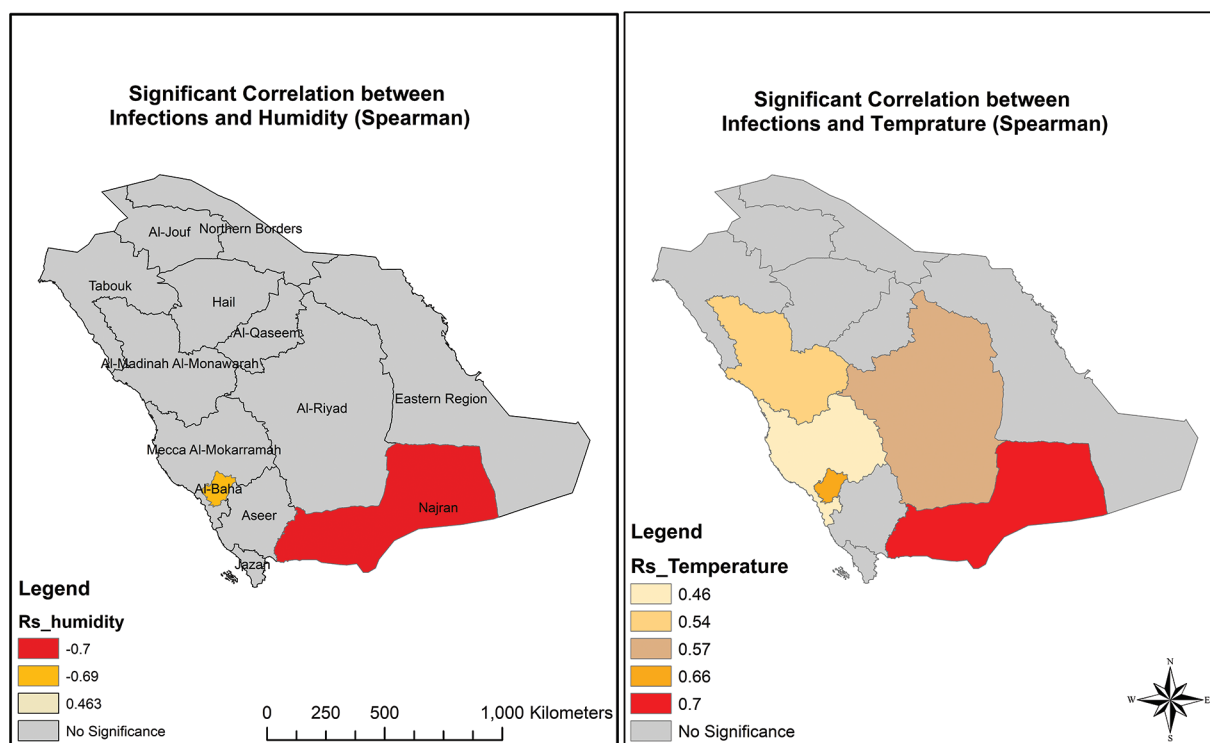 Significant Correlation between
Infections and Humidity (Spearman)
Al-Jouf
Northern Borders
Tabouk
Hail
Al-Qaseem
Al-Madinah Al-Monawarah
Al-Riyad
Eastern Region
Mecca Al-Mokarramah
Al-Baha
Najran
Aseer
Jazan
Legend
Rs_humidity
-0.7
-0.69
0.463
No Significance
0 250 500 1,000 Kilometers
Significant Correlation between
Infections and Temprature (Spearman)
Legend
Rs_Temperature
0.46
0.54
0.57
0.66
0.7
No Significance
N
W E
S